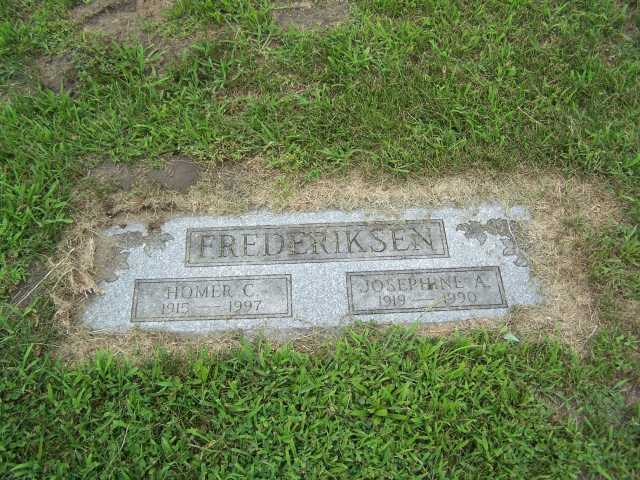 FREDERIKSEN
HOMER C.
1915 — 1997
JOSEPHINE A.
1919 — 1990